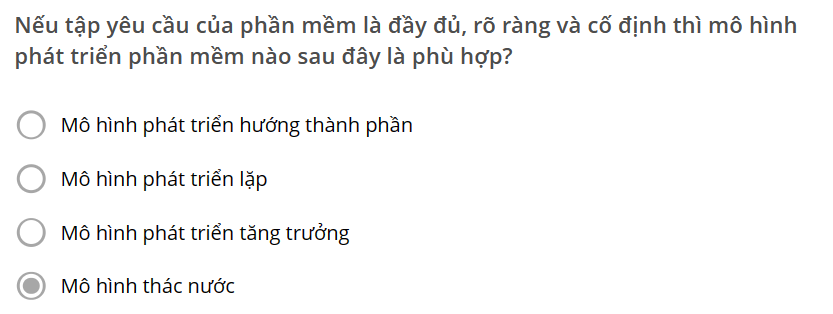 Nếu tập yêu cầu của phần mềm là đầy đủ, rõ ràng và cố định thì mô hình
phát triển phần mềm nào sau đây là phù hợp?
Mô hình phát triển hướng thành phần
Mô hình phát triển lặp
Mô hình phát triển tăng trưởng
Mô hình thác nước